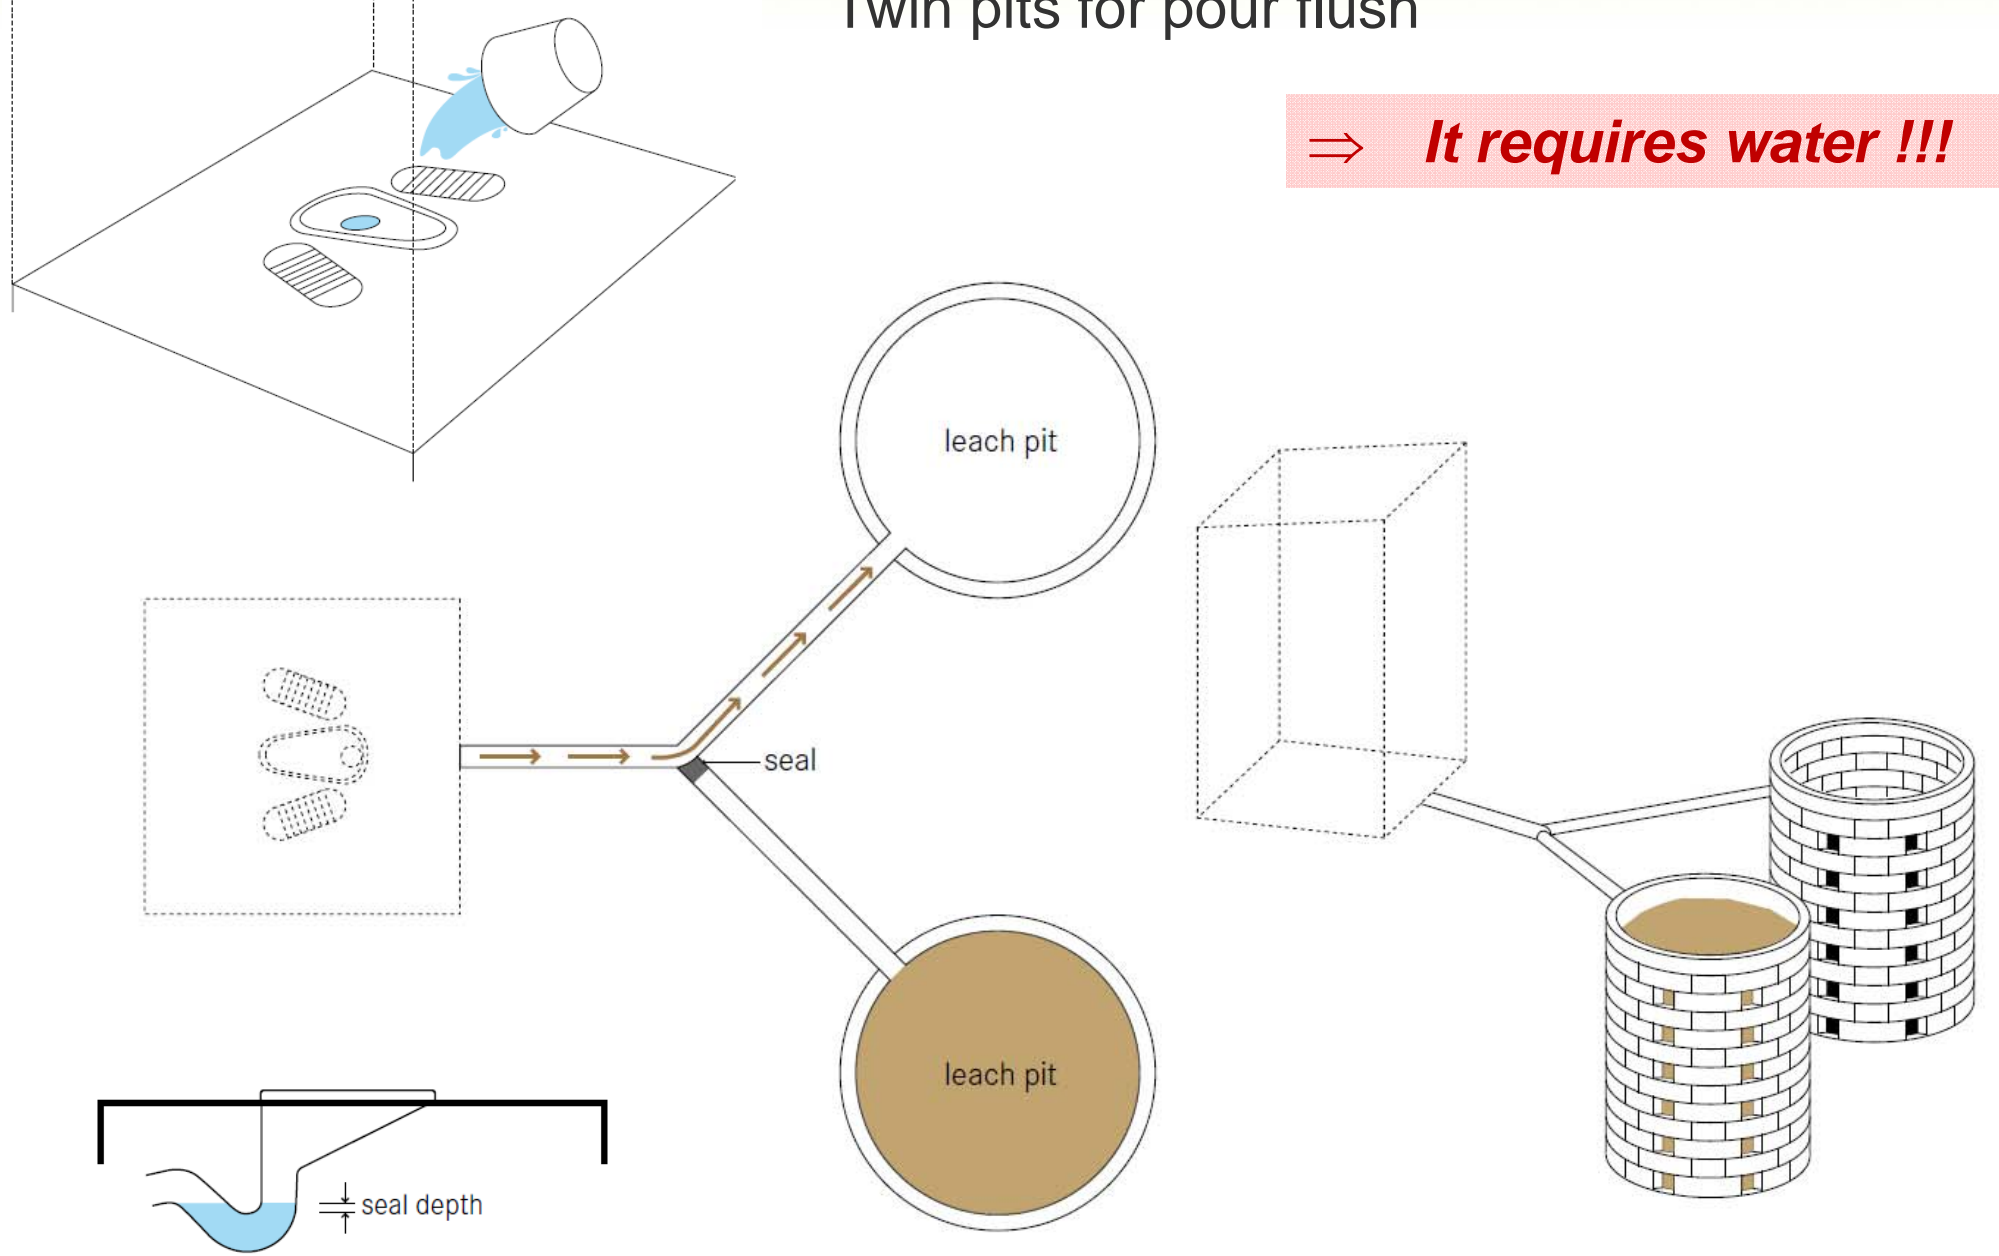 Twin pits for pour flush
⇒ It requires water !!!
leach pit
seal
leach pit
seal depth